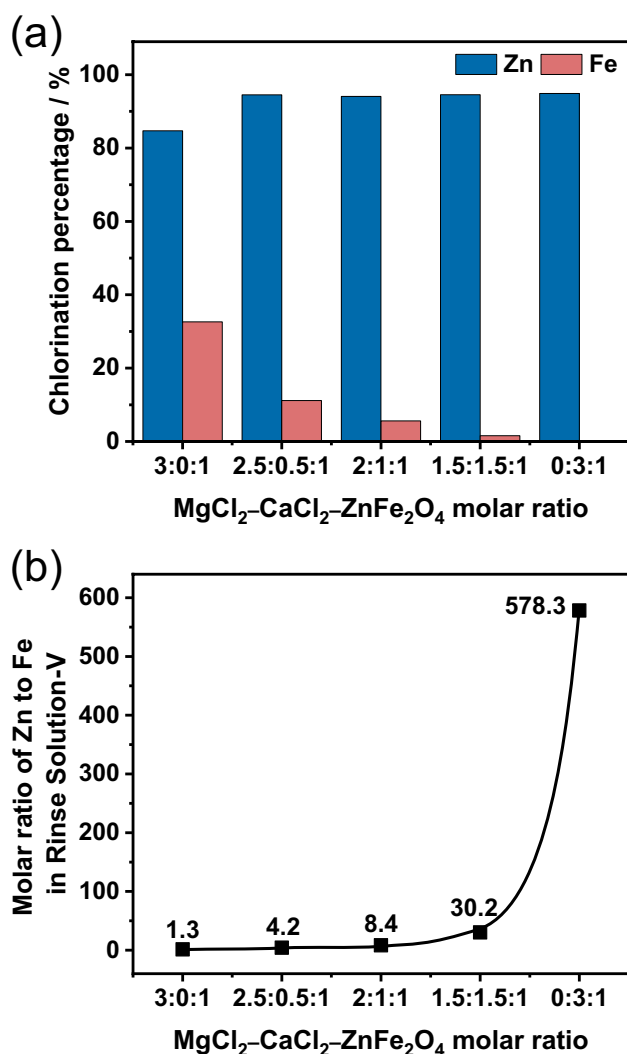 (a)
Zn Fe
100
80
60
40
20
0
Chlorination percentage / %
3:0:1 2.5:0.5:1 2:1:1 1.5:1.5:1 0:3:1
MgCl₂–CaCl₂–ZnFe₂O₄ molar ratio
(b)
600
500
400
300
200
100
0
Molar ratio of Zn to Fe
in Rinse Solution-V
1.3 4.2 8.4 30.2 578.3
3:0:1 2.5:0.5:1 2:1:1 1.5:1.5:1 0:3:1
MgCl₂–CaCl₂–ZnFe₂O₄ molar ratio